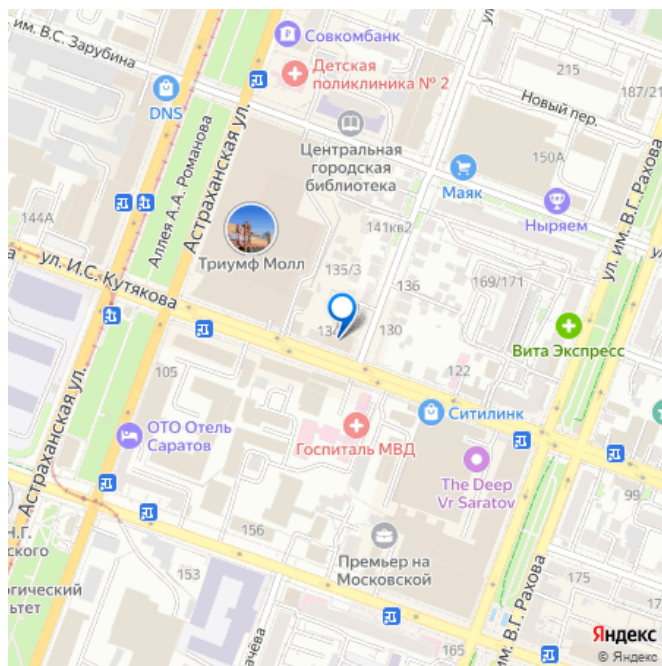 Совкомбанк
им. В.С. Зарубина
Детская
поликлиника № 2
215
187/21
DNS
Новый пер.
Астраханская ул.
Аллея А.А. Романова
Центральная
городская
библиотека
150А
Маяк
Ныряем
ул. им. В.Г. Рахова
144А
141кв2
ул. И.С. Кутякова
Триумф Молл
135/3
136
169/171
134
130
Вита Экспресс
105
122
Ситилинк
Астраханская ул.
ОТО Отель
Саратов
Госпиталь МВД
The Deep
Vr Saratov
99
156
Н.Г.
Премьер на
Московской
153
175
им. В.Г. Рахова
165
Яндекс
© Яндекс